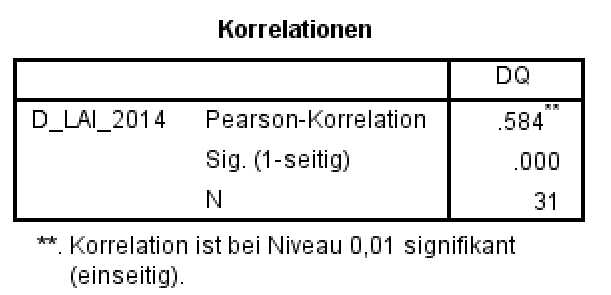 Korrelationen
DQ
D_LAI_2014 Pearson-Korrelation .584**
Sig. (1-seitig) .000
N 31
**. Korrelation ist bei Niveau 0,01 signifikant
(einseitig).